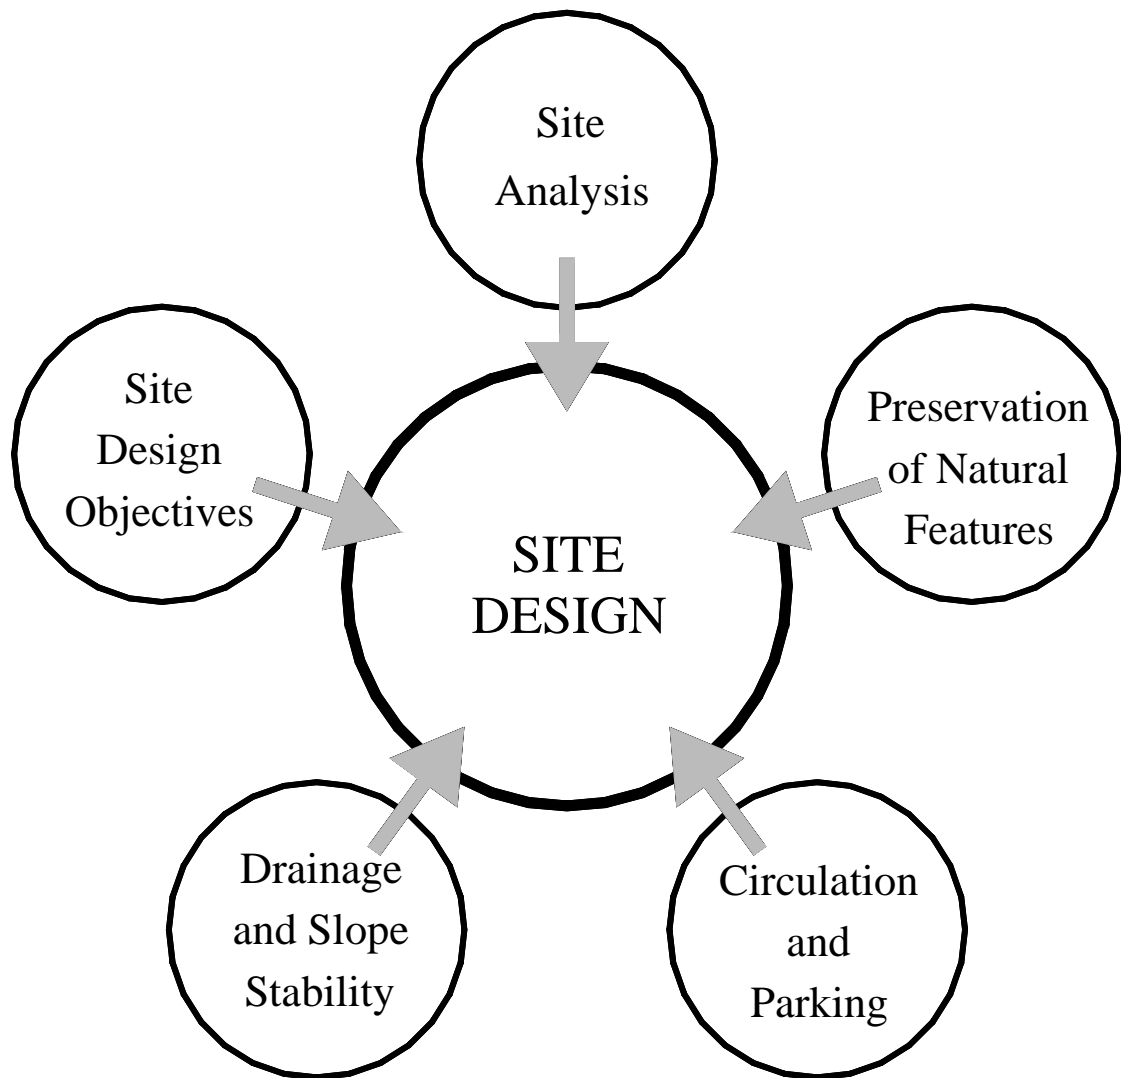 Site
Analysis
Site
Design
Objectives
Preservation
of Natural
Features
SITE
DESIGN
Drainage
and Slope
Stability
Circulation
and
Parking